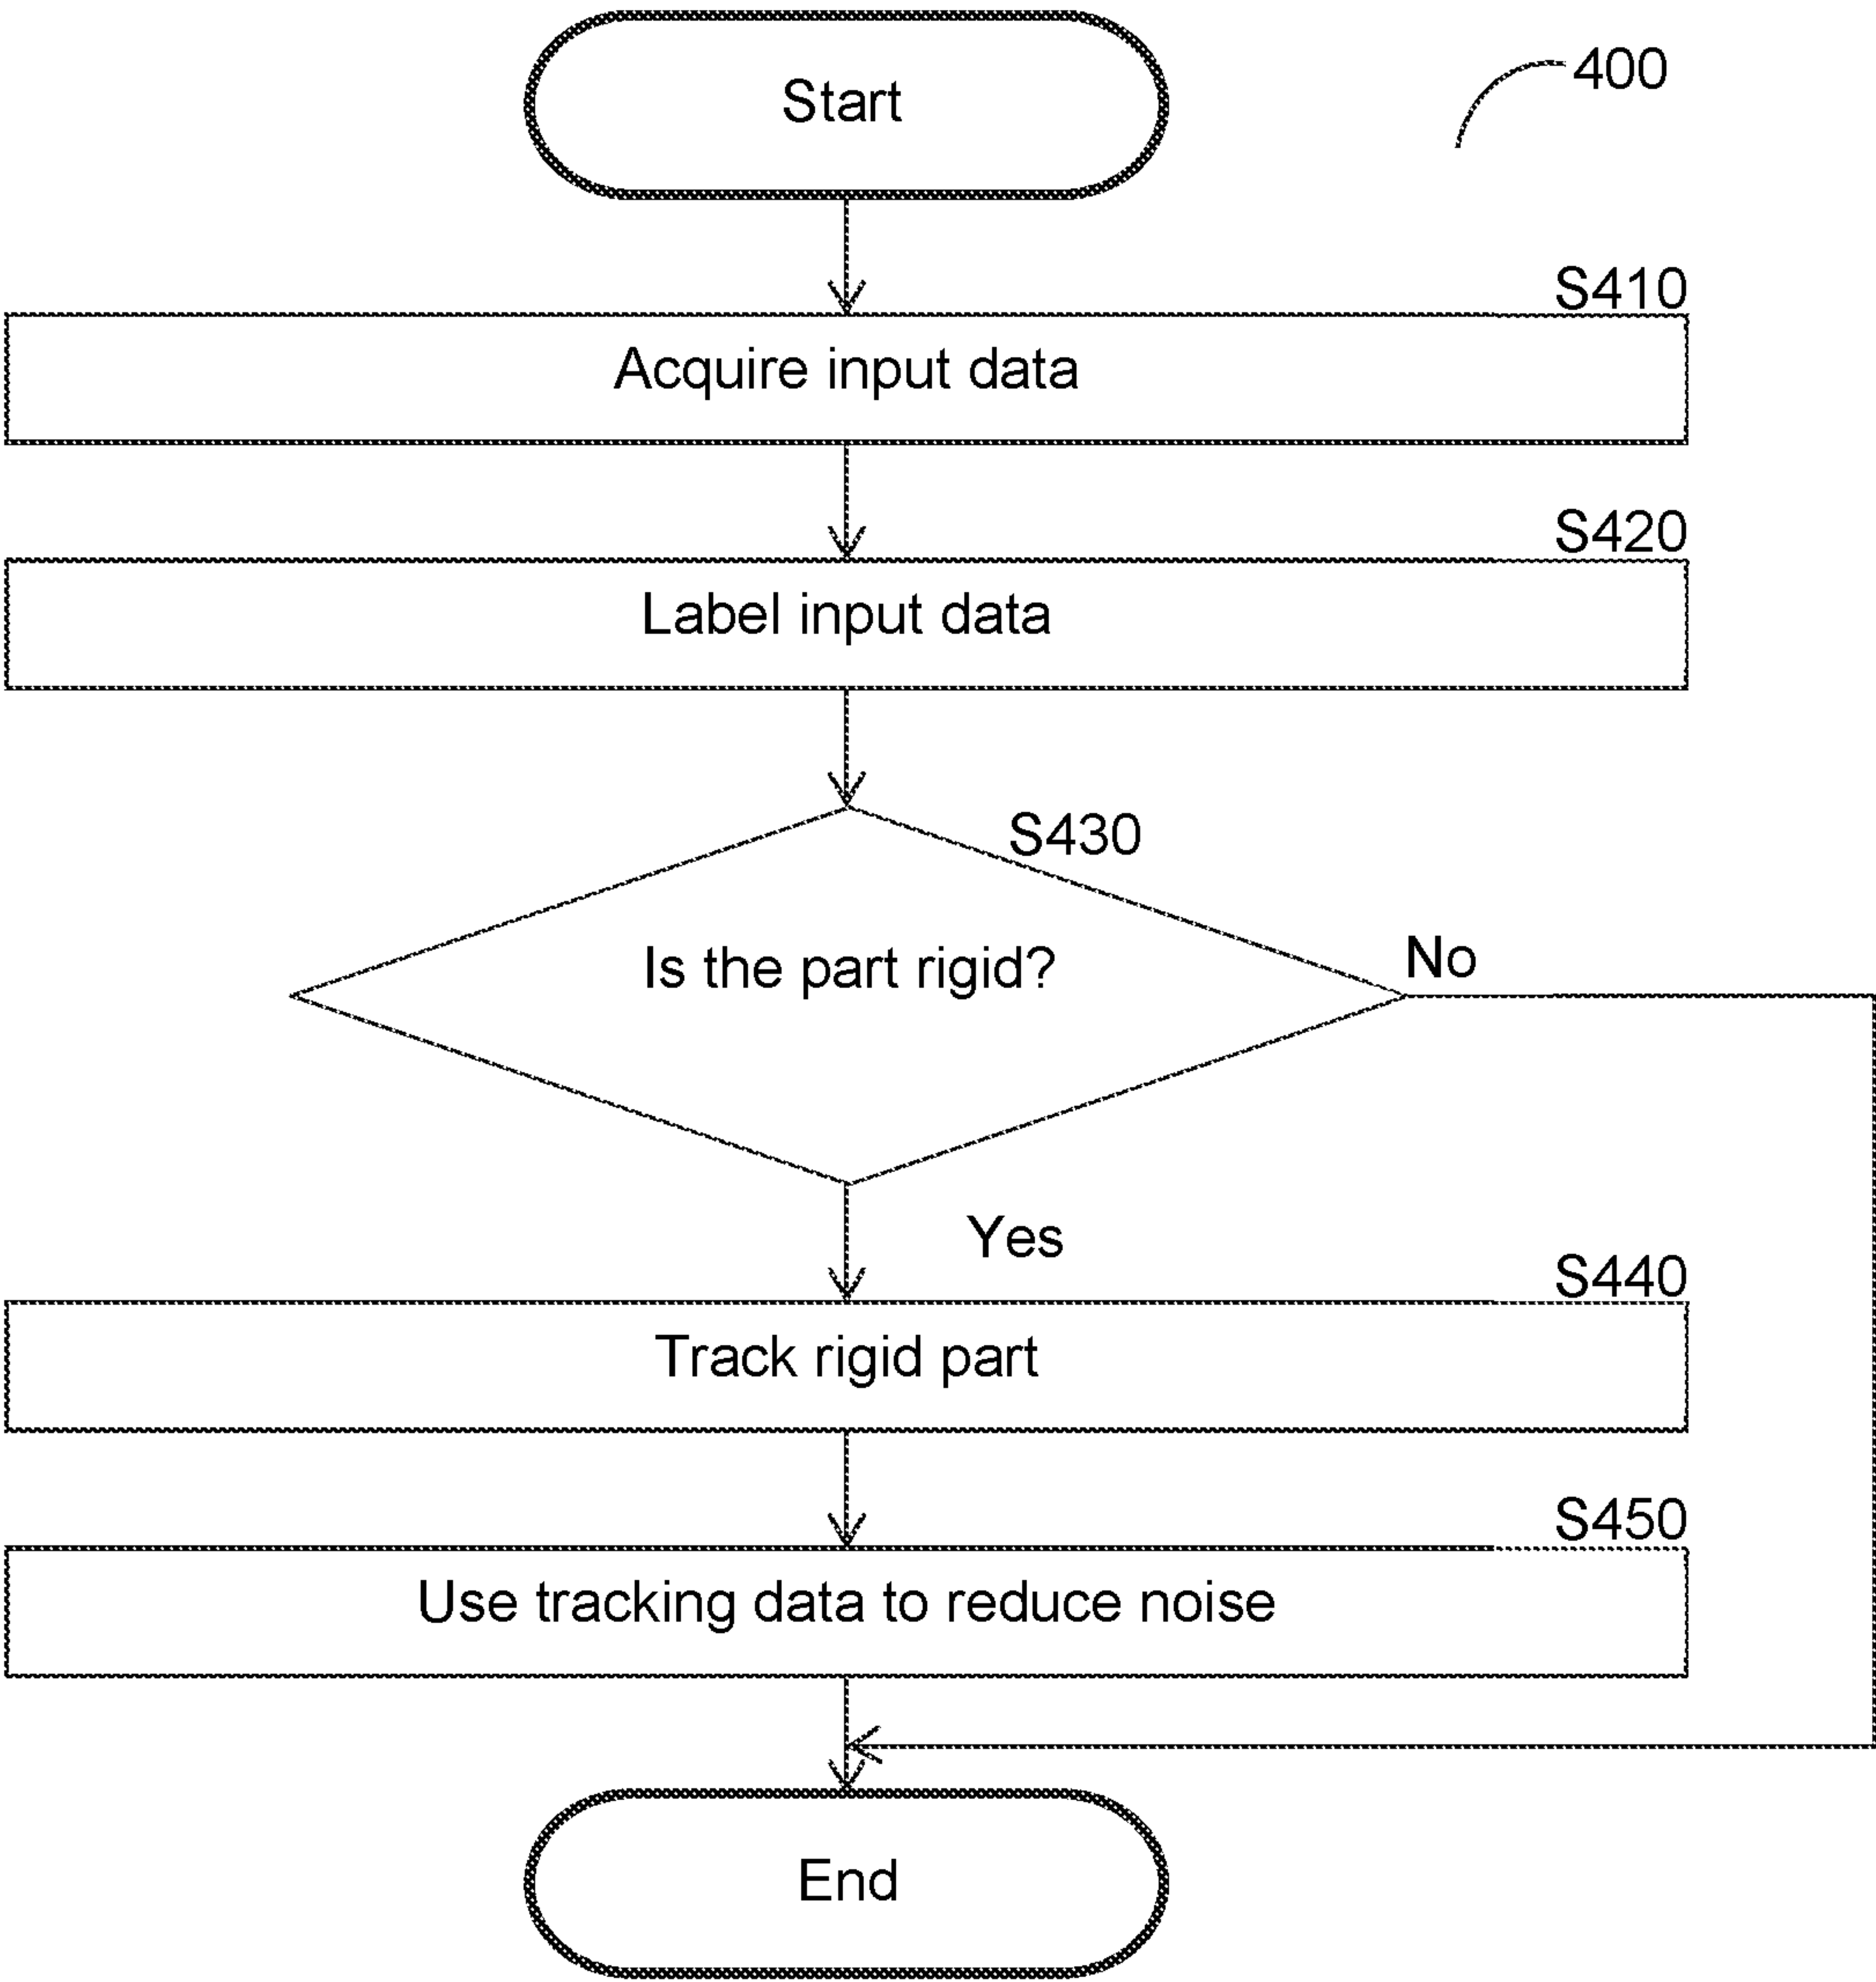 Start
400
S410
Acquire input data
S420
Label input data
S430
Is the part rigid?
No
Yes
S440
Track rigid part
S450
Use tracking data to reduce noise
End